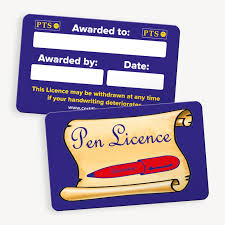 Awarded to:
PTS PTS
Awarded by: Date:
This Licence may be withdrawn at any time
if your handwriting deteriorates
Pen Licence